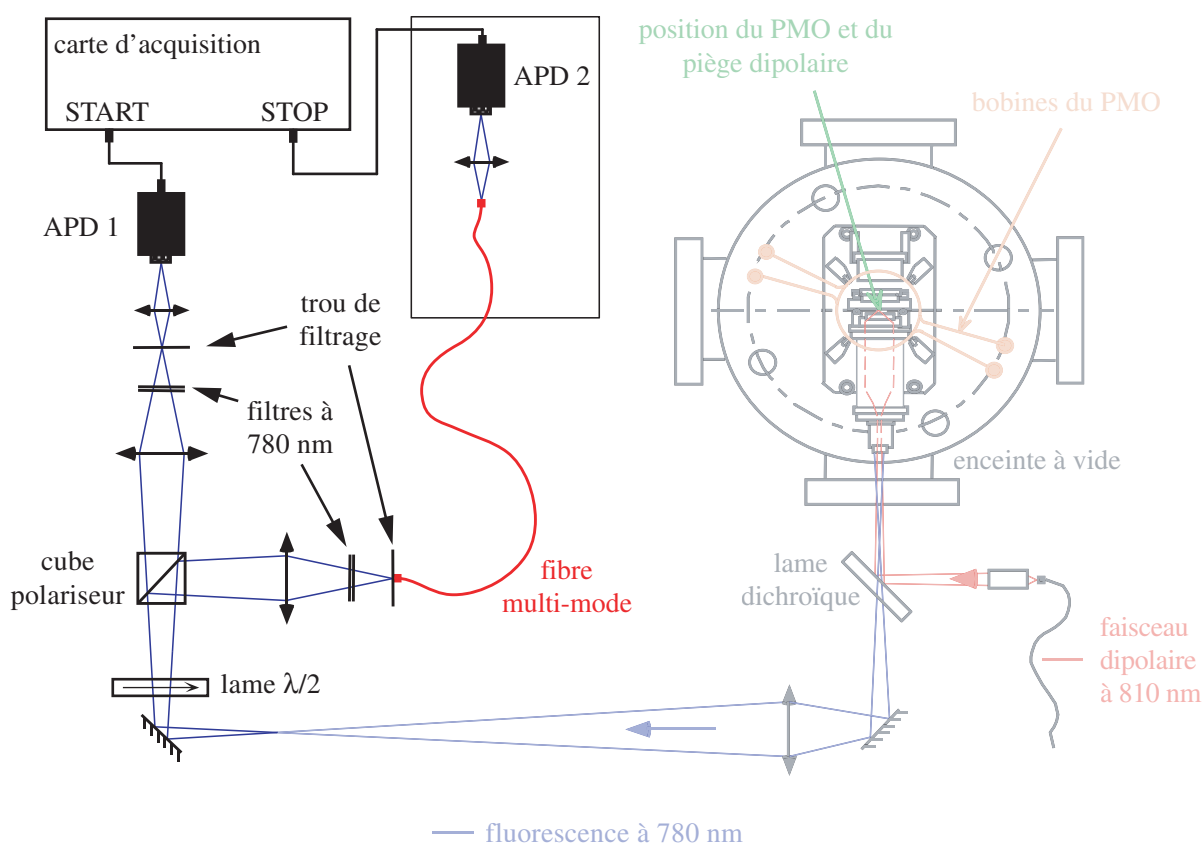 carte d'acquisition
START
STOP
APD 2
APD 1
position du PMO et du
piège dipolaire
bobines du PMO
trou de
filtrage
filtres à
780 nm
enceinte à vide
cube
polariseur
fibre
multi-mode
lame
dichroïque
faisceau
dipolaire
à 810 nm
lame λ/2
fluorescence à 780 nm